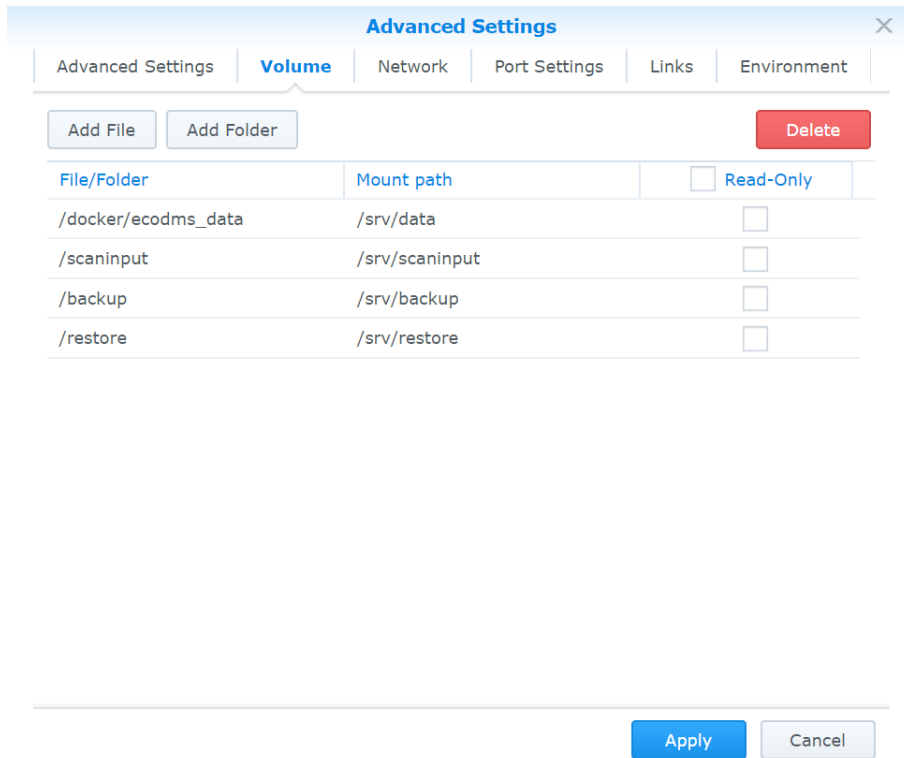 Advanced Settings
Advanced Settings Volume Network Port Settings Links Environment
Add File Add Folder Delete
File/Folder Mount path Read-Only
/docker/ecodms_data /srv/data
/scaninput /srv/scaninput
/backup /srv/backup
/restore /srv/restore
Apply Cancel